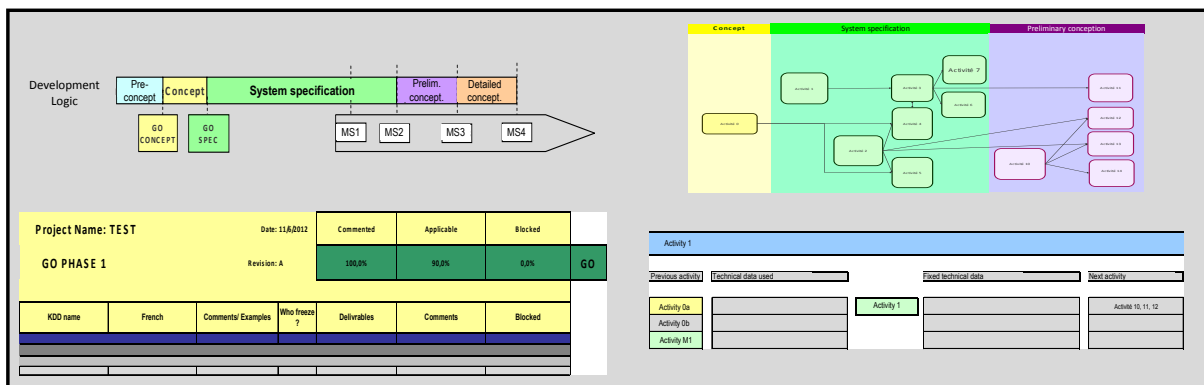 Concept
System specification
Preliminary conception
Activité 7
Development
Logic
Pre-
concept
Concept
System specification
Prelim.
concept.
Detailed
concept.
GO
CONCEPT
GO
SPEC
MS1
MS2
MS3
MS4
Project Name: TEST
Date: 11/6/2012
Commented
Applicable
Blocked
GO PHASE 1
Revision: A
100,0%
90,0%
0,0%
GO
KDD name
French
Comments/ Examples
Who freeze
?
Delivrables
Comments
Blocked
Activity 1
Previous activity
Technical data used
Fixed technical data
Next activity
Activity 0a
Activity 1
Activité 10, 11, 12
Activity 0b
Activity M1